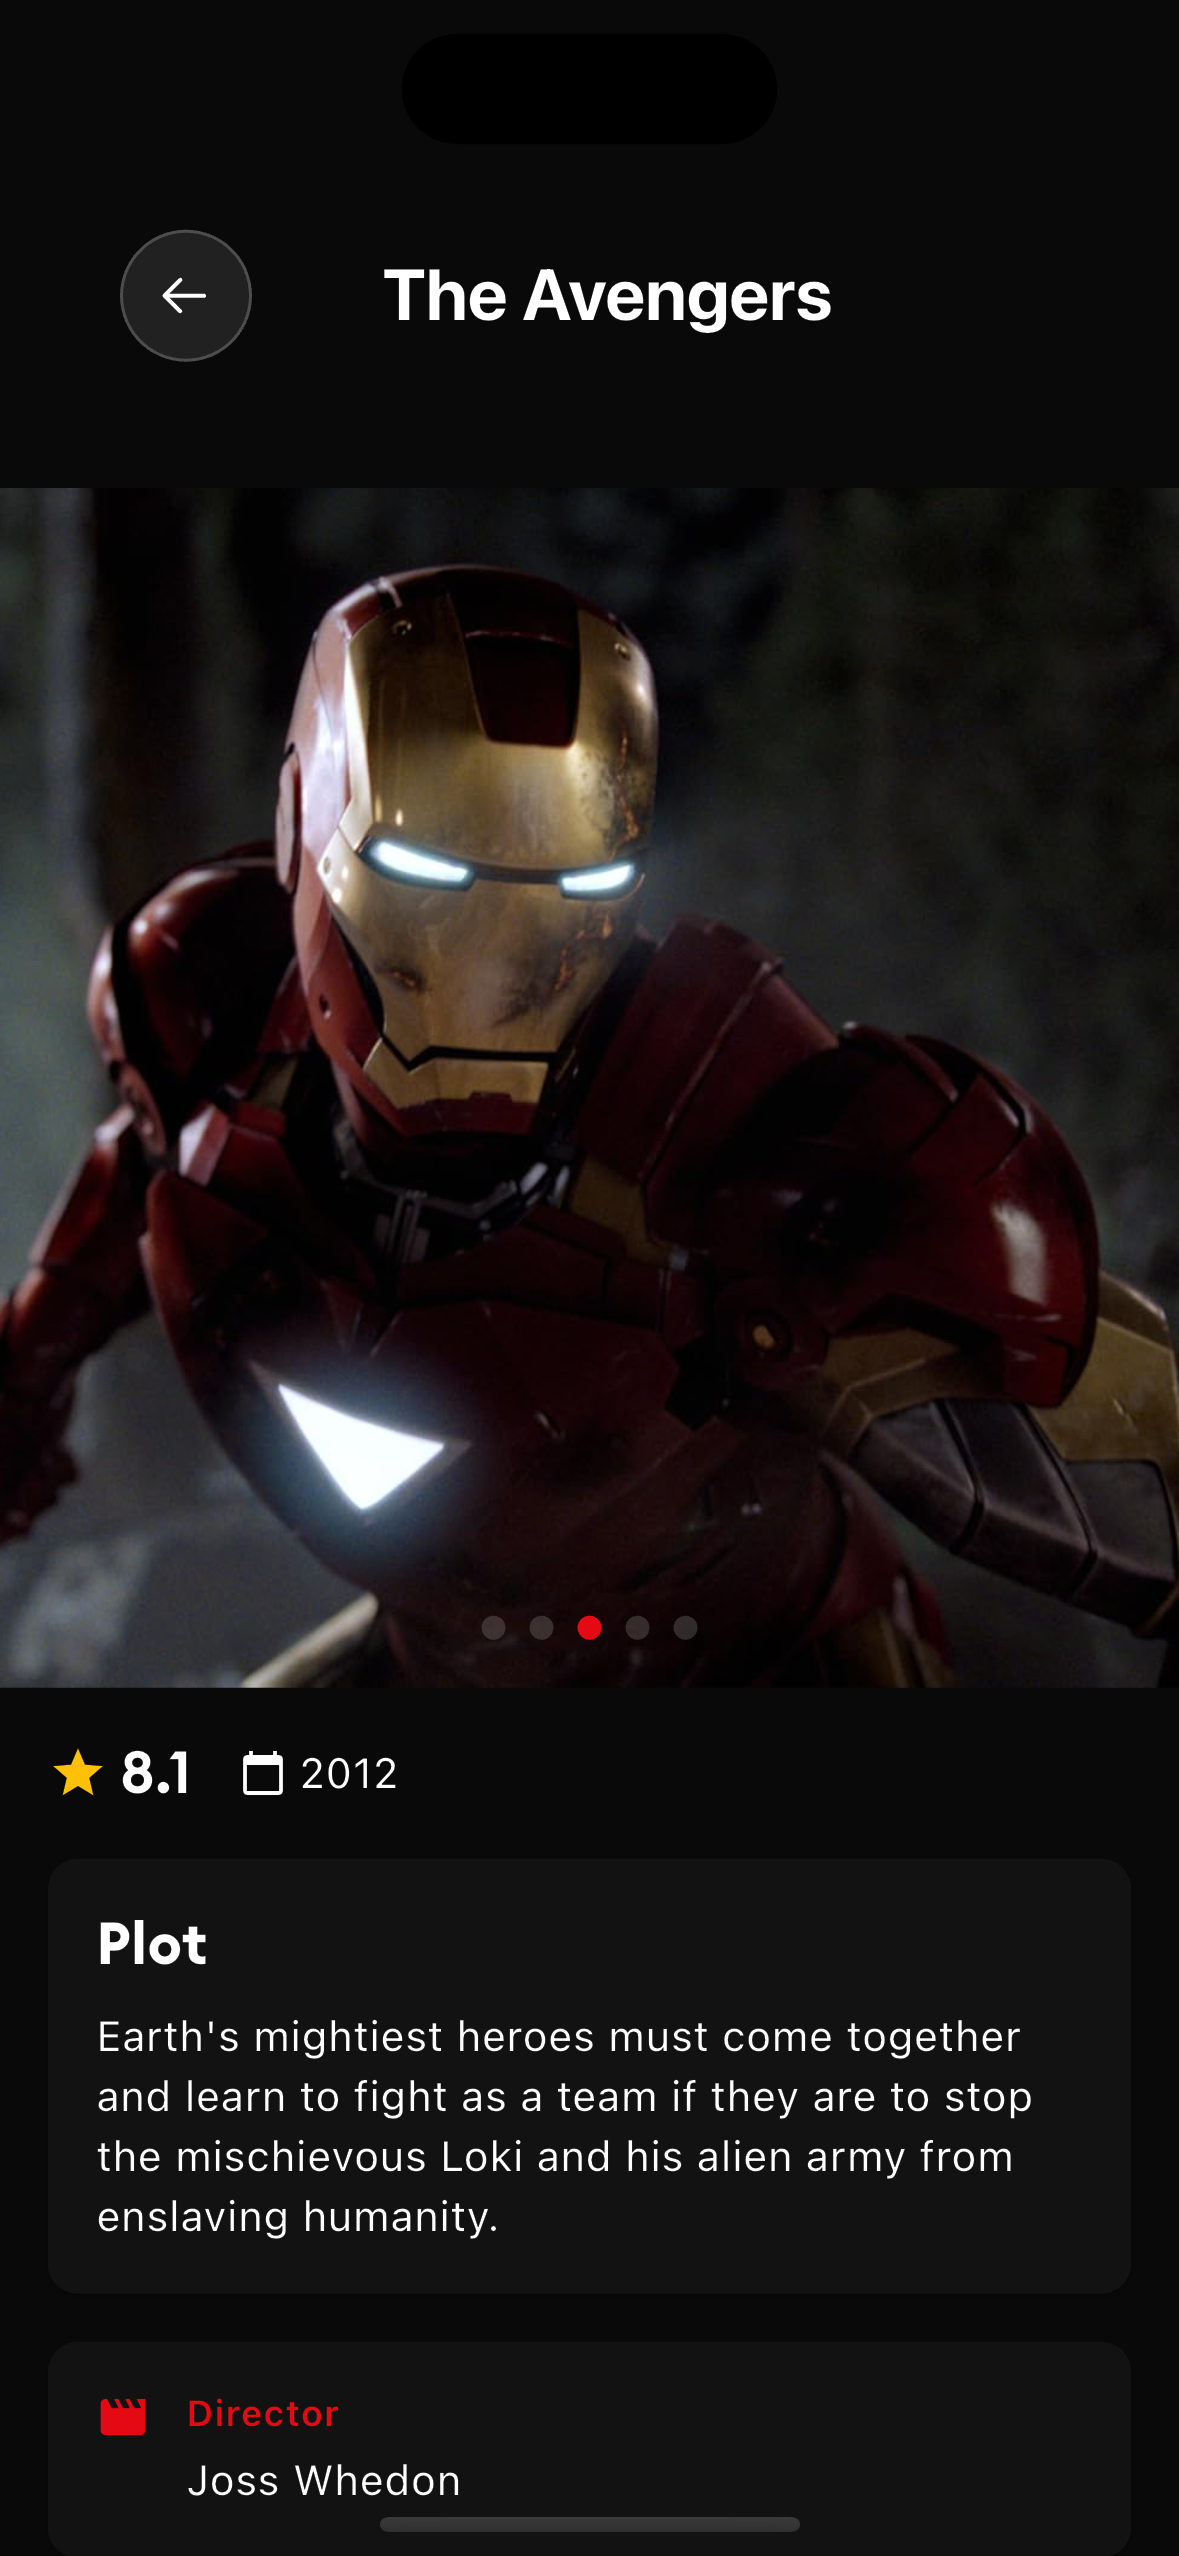 The Avengers
8.1 2012
Plot
Earth's mightiest heroes must come together
and learn to fight as a team if they are to stop
the mischievous Loki and his alien army from
enslaving humanity.
Director
Joss Whedon